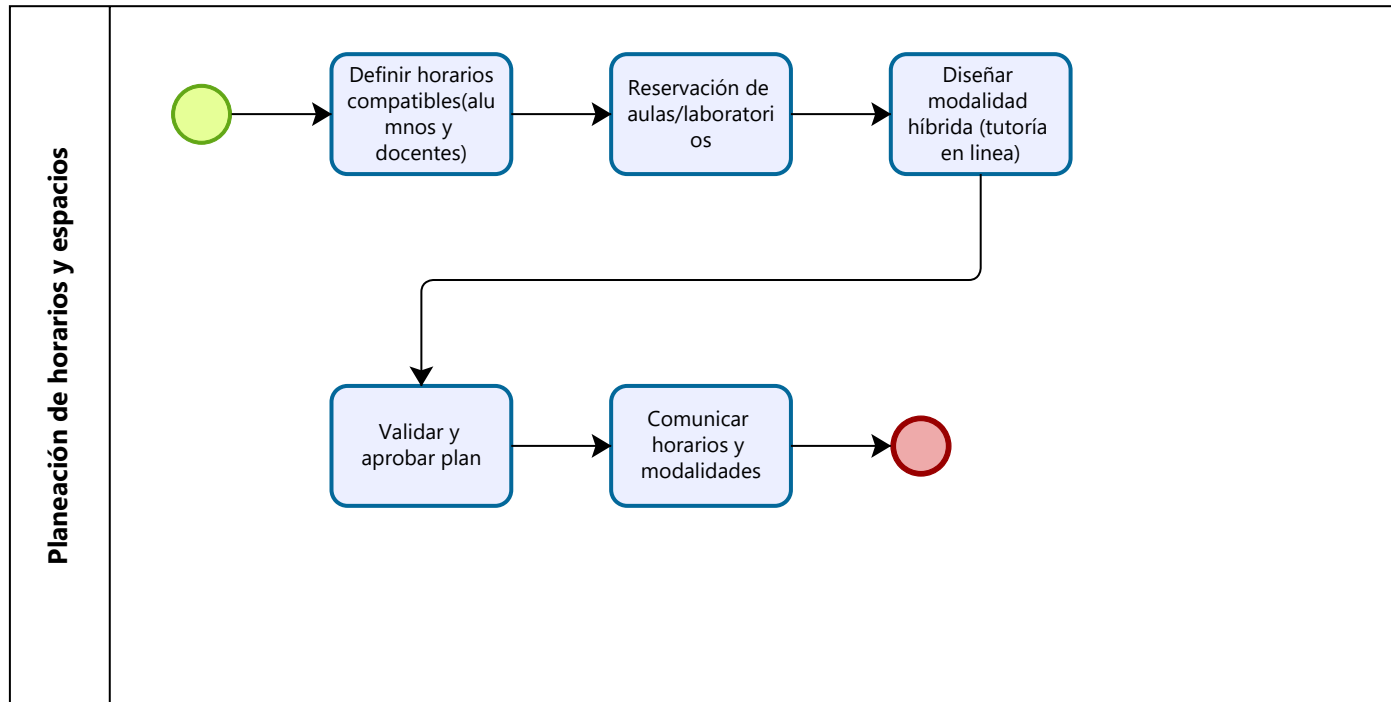 Planeación de horarios y espacios
Definir horarios
compatibles(alu
mnos y
docentes)
Reservación de
aulas/laboratori
os
Diseñar
modalidad
híbrida (tutoría
en linea)
Validar y
aprobar plan
Comunicar
horarios y
modalidades